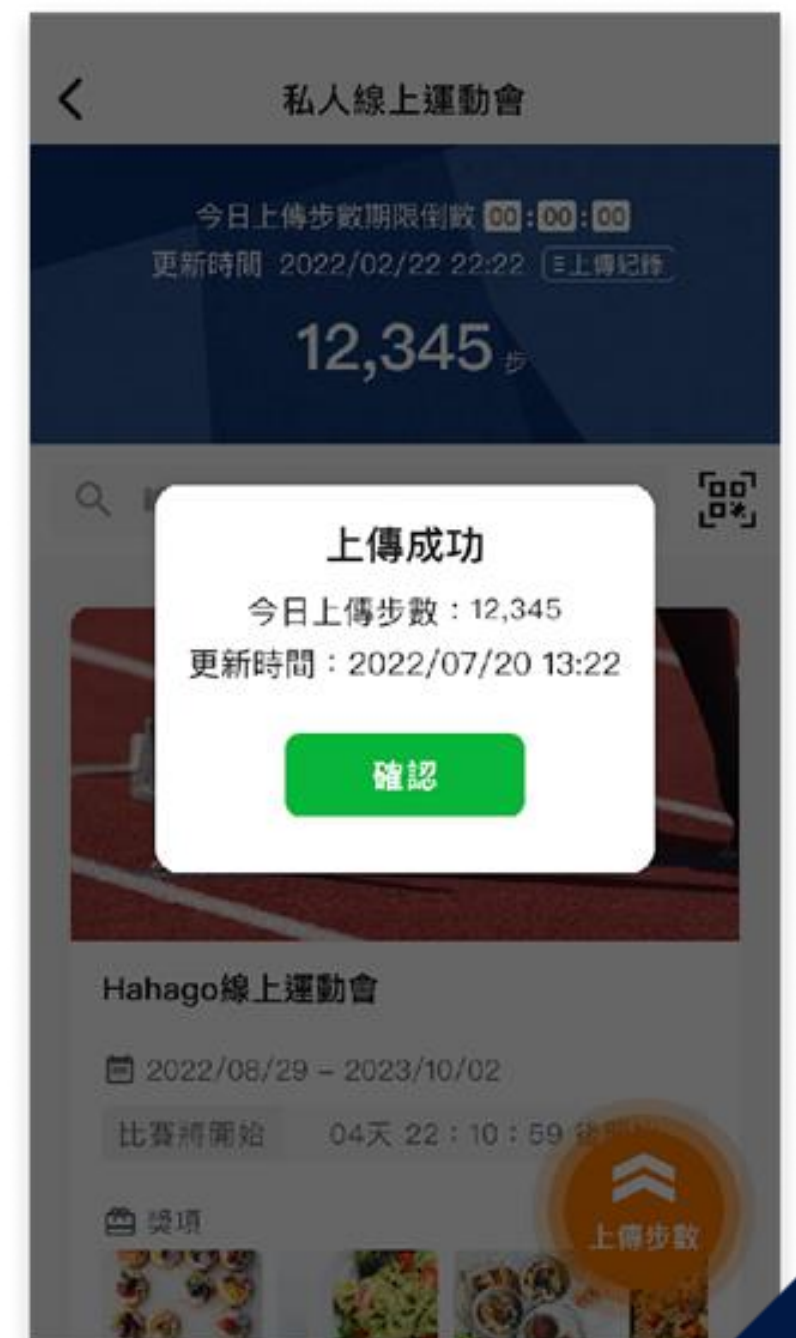 私人線上運動會
今日上傳步數期限倒數 00:00:00
更新時間 2022/02/22 22:22 上傳紀錄
12,345 步
上傳成功
今日上傳步數：12,345
更新時間：2022/07/20 13:22
確認
Hahago線上運動會
2022/08/29 – 2023/10/02
比賽將開始 04天 22：10：59
獎項
上傳步數